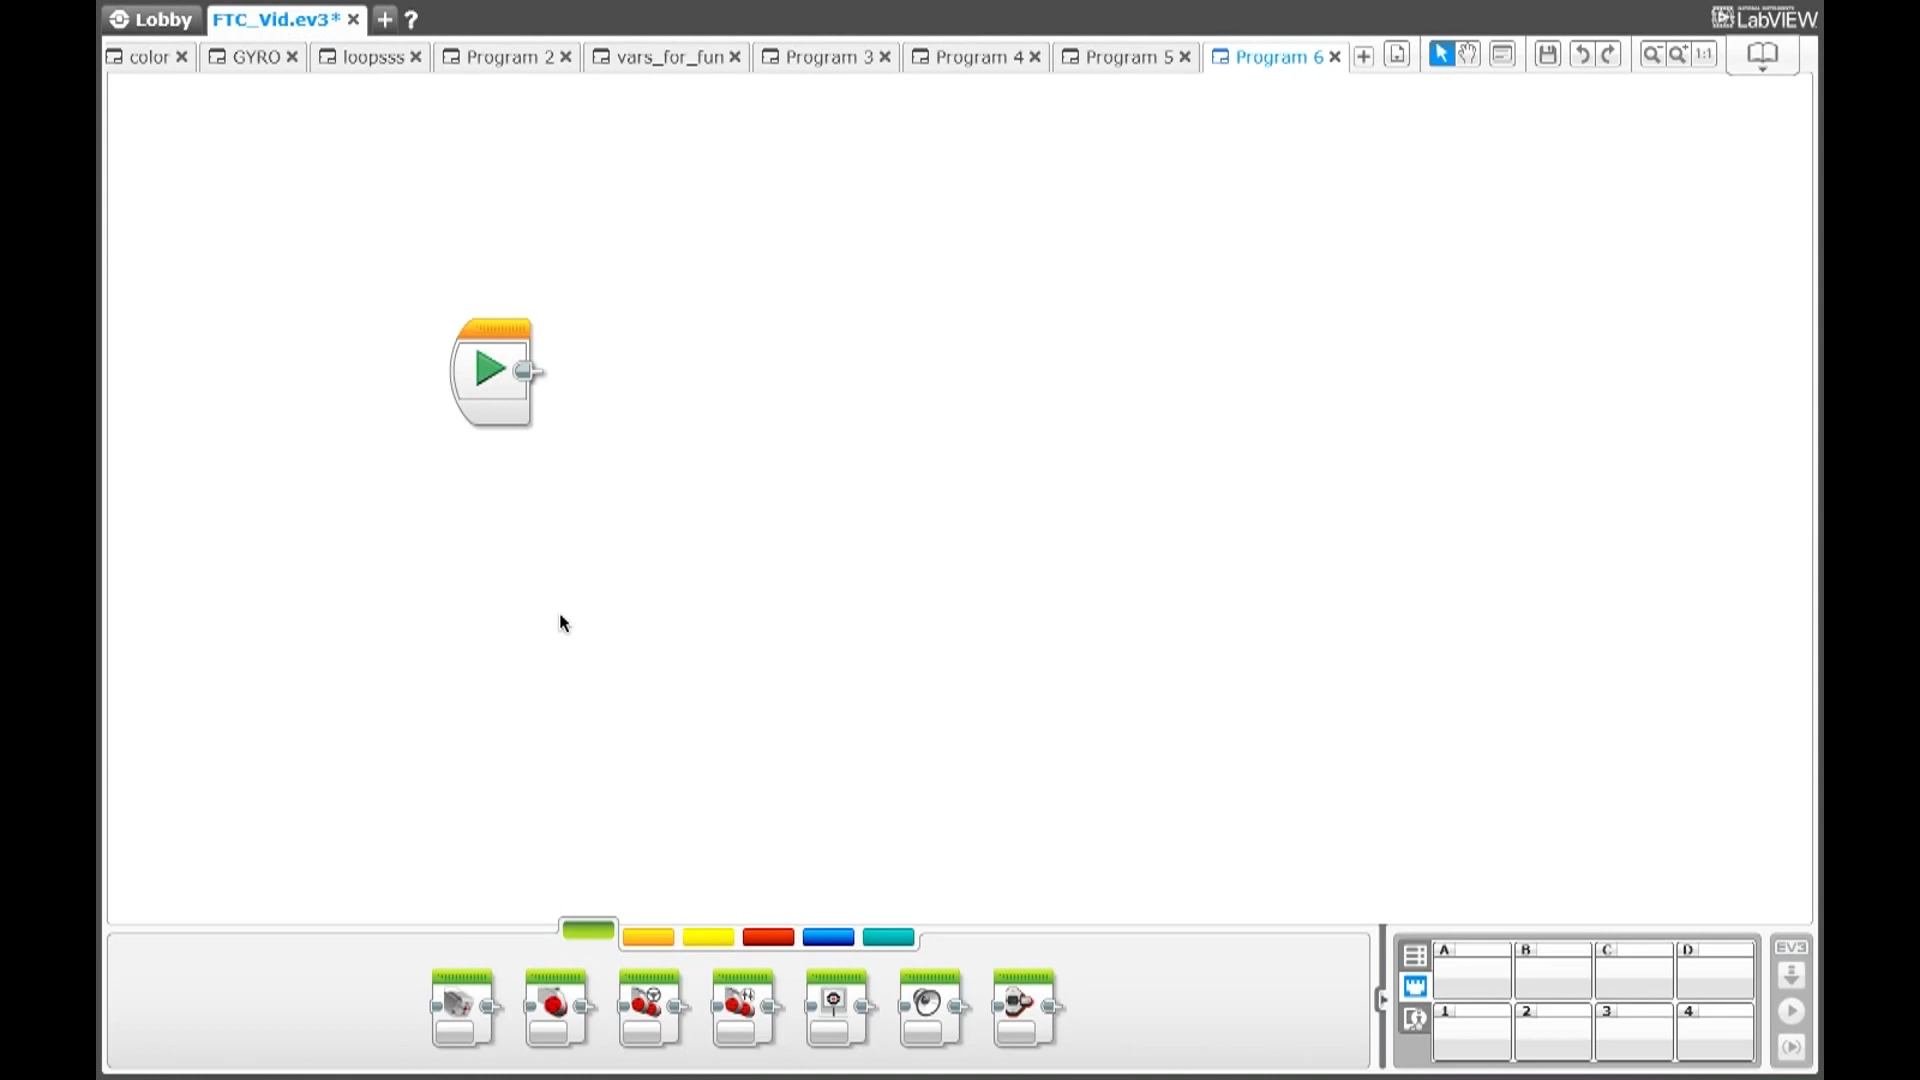 Lobby FTC_Vid.ev3* ? LabVIEW
color GYRO loopsss Program 2 vars_for_fun Program 3 Program 4 Program 5 Program 6 1:1
EV3
A B C D
1 2 3 4